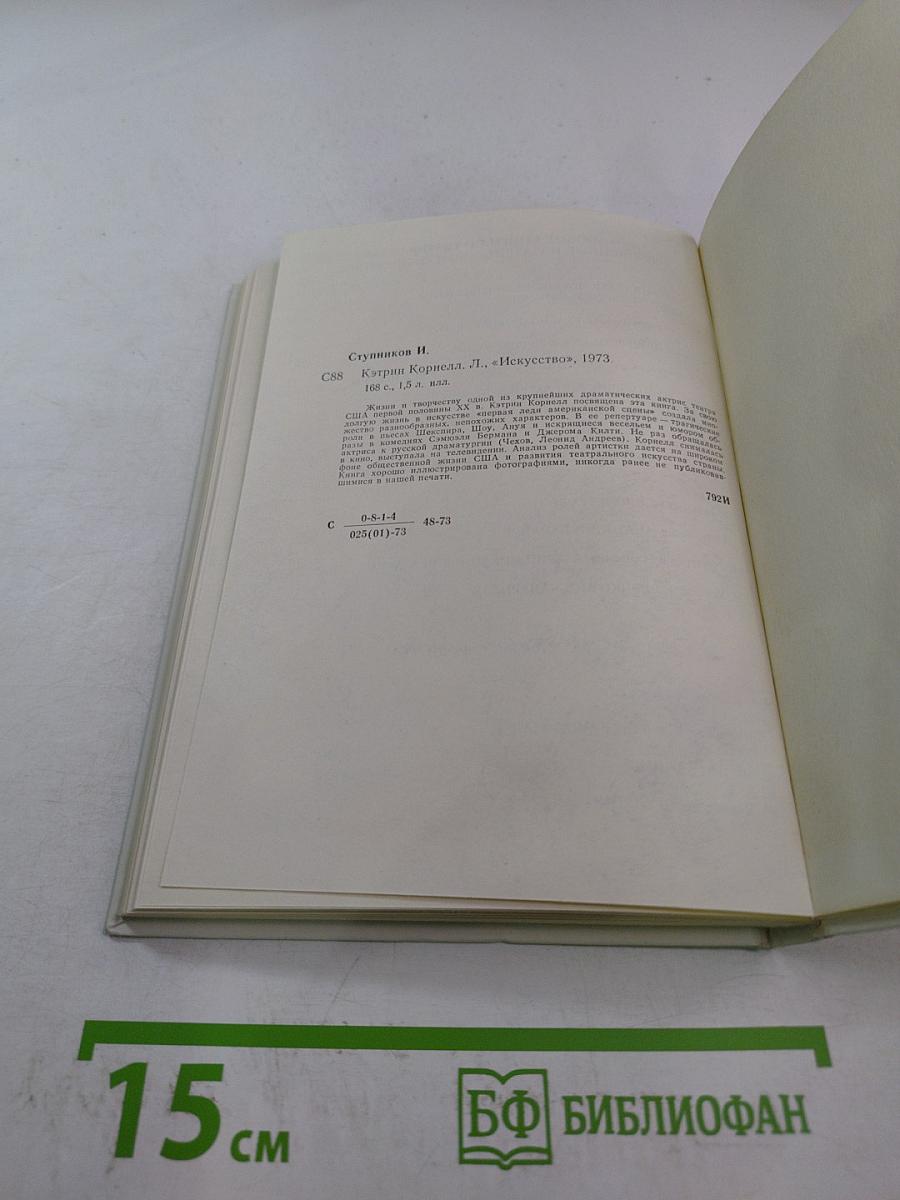 Ступников И.
С88 Кэтрин Корнелл. Л., «Искусство», 1973
168 с., 1,5 л. илл.
Жизни и творчеству одной из крупнейших драматических актрис театра
США первой половины XX в. Кэтрин Корнелл посвящена эта книга. За свою
долгую жизнь в искусстве «первая леди американской сцены» создала мно-
жество разнообразных, непохожих характеров. В ее репертуаре — трагические
роли в пьесах Шекспира, Шоу, Ануя и искрящиеся весельем и юмором об-
разы в комедиях Сэмюэля Бермана и Джерома Килти. Не раз обращалась
актриса к русской драматургии (Чехов, Леонид Андреев). Корнелл снималась
в кино, выступала на телевидении. Анализ ролей артистки дается на широком
фоне общественной жизни США и развития театрального искусства страны.
Книга хорошо иллюстрирована фотографиями, никогда ранее не публиковав-
шимися в нашей печати.
792И
С 0-8-1-4 48-73
025(01)-73
15 см
БФ БИБЛИОФАН